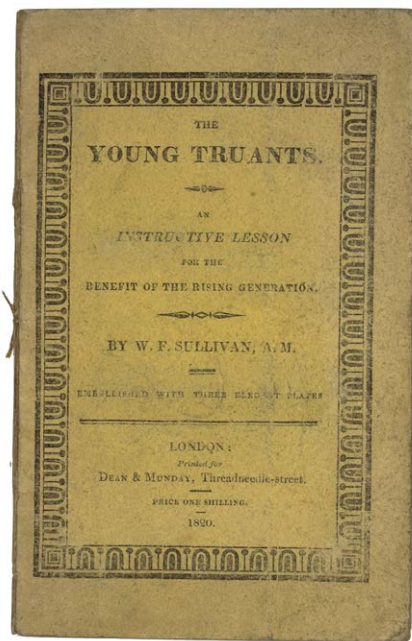 THE
YOUNG TRUANTS.
AN
INSTRUCTIVE LESSON
FOR THE
BENEFIT OF THE RISING GENERATION.
BY W. F. SULLIVAN, A. M.
EMBELLISHED WITH THREE ELEGANT PLATES
LONDON:
Printed for
DEAN & MUNDAY, Threadneedle-street.
PRICE ONE SHILLING.
1820.